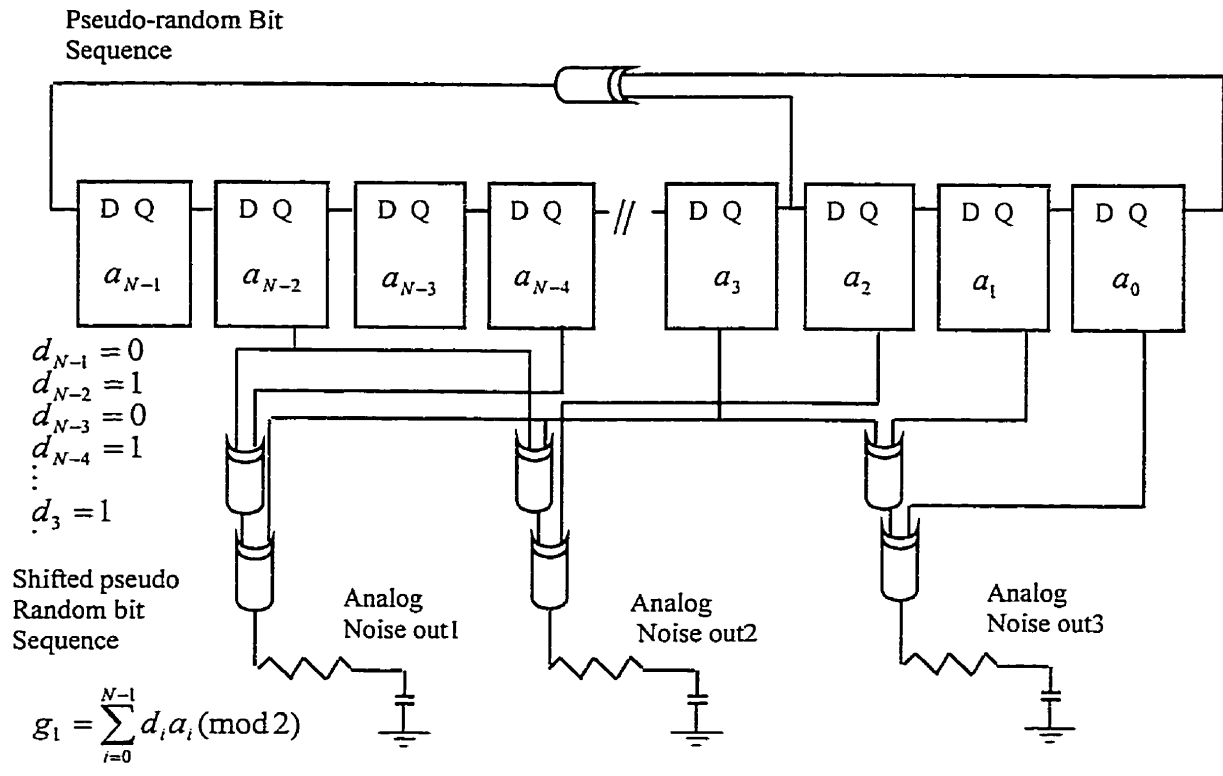 Pseudo-random Bit
Sequence
D Q D Q D Q D Q // D Q D Q D Q D Q
a_{N-1} a_{N-2} a_{N-3} a_{N-4} a_3 a_2 a_1 a_0
d_{N-1} = 0
d_{N-2} = 1
d_{N-3} = 0
d_{N-4} = 1
⋮
d_3 = 1
.
Shifted pseudo
Random bit
Sequence
Analog
Noise out1
Analog
Noise out2
Analog
Noise out3
g_1 = \sum_{i=0}^{N-1} d_i a_i (mod 2)